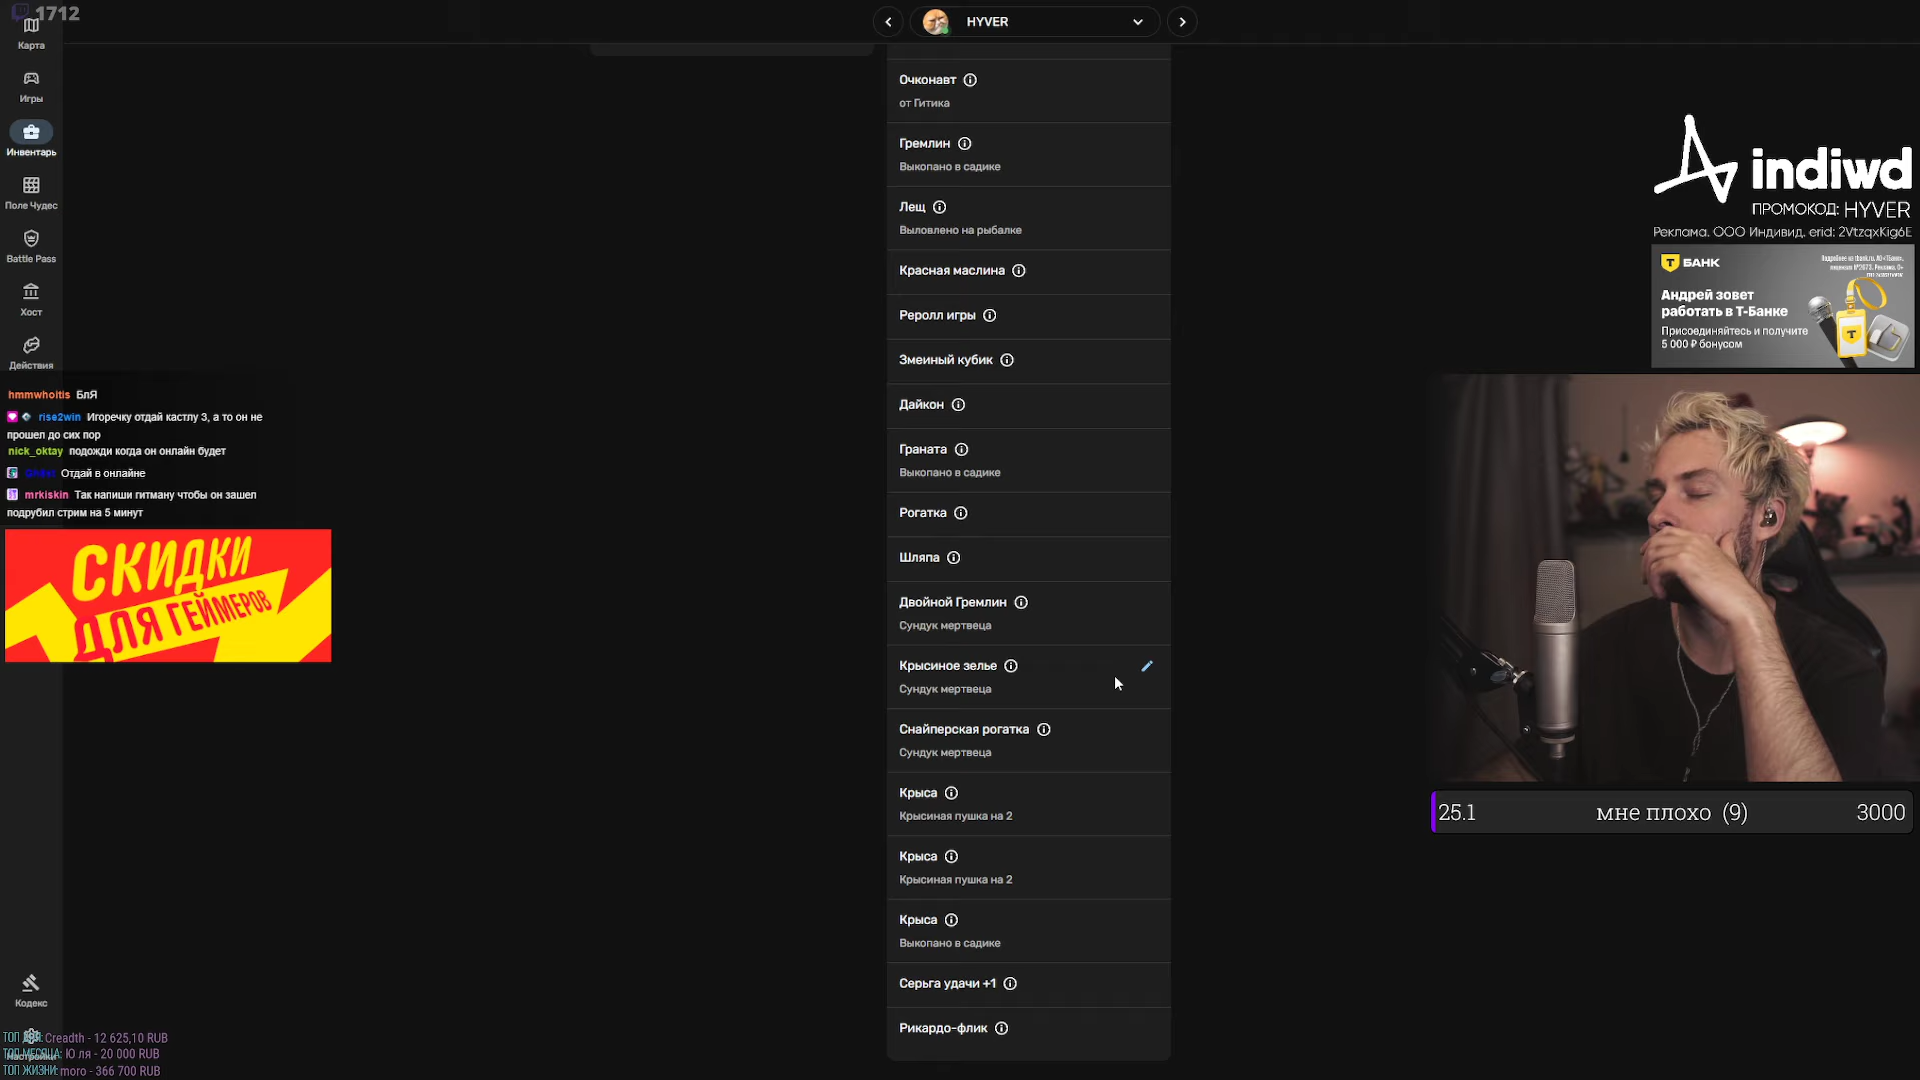 1712
Карта
Игры
Инвентарь
Поле Чудес
Battle Pass
Хост
Действия
hmmwhoitis БлЯ
rise2win Игоречку отдай кастлу 3, а то он не
прошел до сих пор
nick_oktay подожди когда он онлайн будет
Отдай в онлайне
mrkiskin Так напиши гитману чтобы он зашел
подрубил стрим на 5 минут
СКИДКИ
ДЛЯ ГЕЙМЕРОВ
Кодекс
Настройки
ТОП ДНЯ: Creadth - 12 625,10 RUB
ТОП МЕСЯЦА: Ю ля - 20 000 RUB
ТОП ЖИЗНИ: moro - 366 700 RUB
HYVER
Очконавт
от Гитика
Гремлин
Выкопано в садике
Лещ
Выловлено на рыбалке
Красная маслина
Реролл игры
Змеиный кубик
Дайкон
Граната
Выкопано в садике
Рогатка
Шляпа
Двойной Гремлин
Сундук мертвеца
Крысиное зелье
Сундук мертвеца
Снайперская рогатка
Сундук мертвеца
Крыса
Крысиная пушка на 2
Крыса
Крысиная пушка на 2
Крыса
Выкопано в садике
Серьга удачи +1
Рикардо-флик
indiwd
ПРОМОКОД: HYVER
Реклама. ООО Индивид. erid: 2VtzqxKig6E
Т БАНК
Андрей зовет
работать в Т-Банке
Присоединяйтесь и получите
5 000 ₽ бонусом
25.1 мне плохо (9) 3000